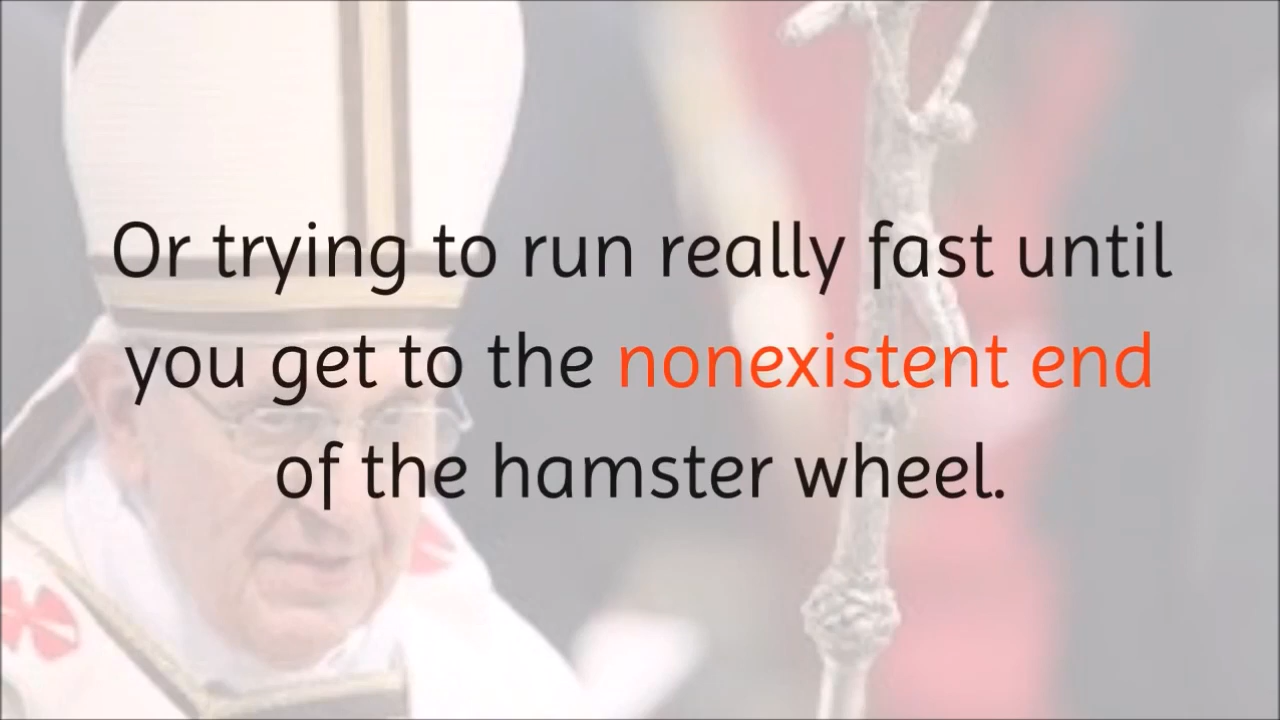 Or trying to run really fast until
you get to the nonexistent end
of the hamster wheel.